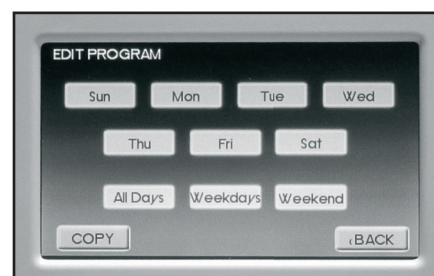 EDIT PROGRAM
Sun Mon Tue Wed
Thu Fri Sat
All Days Weekdays Weekend
COPY ‹BACK